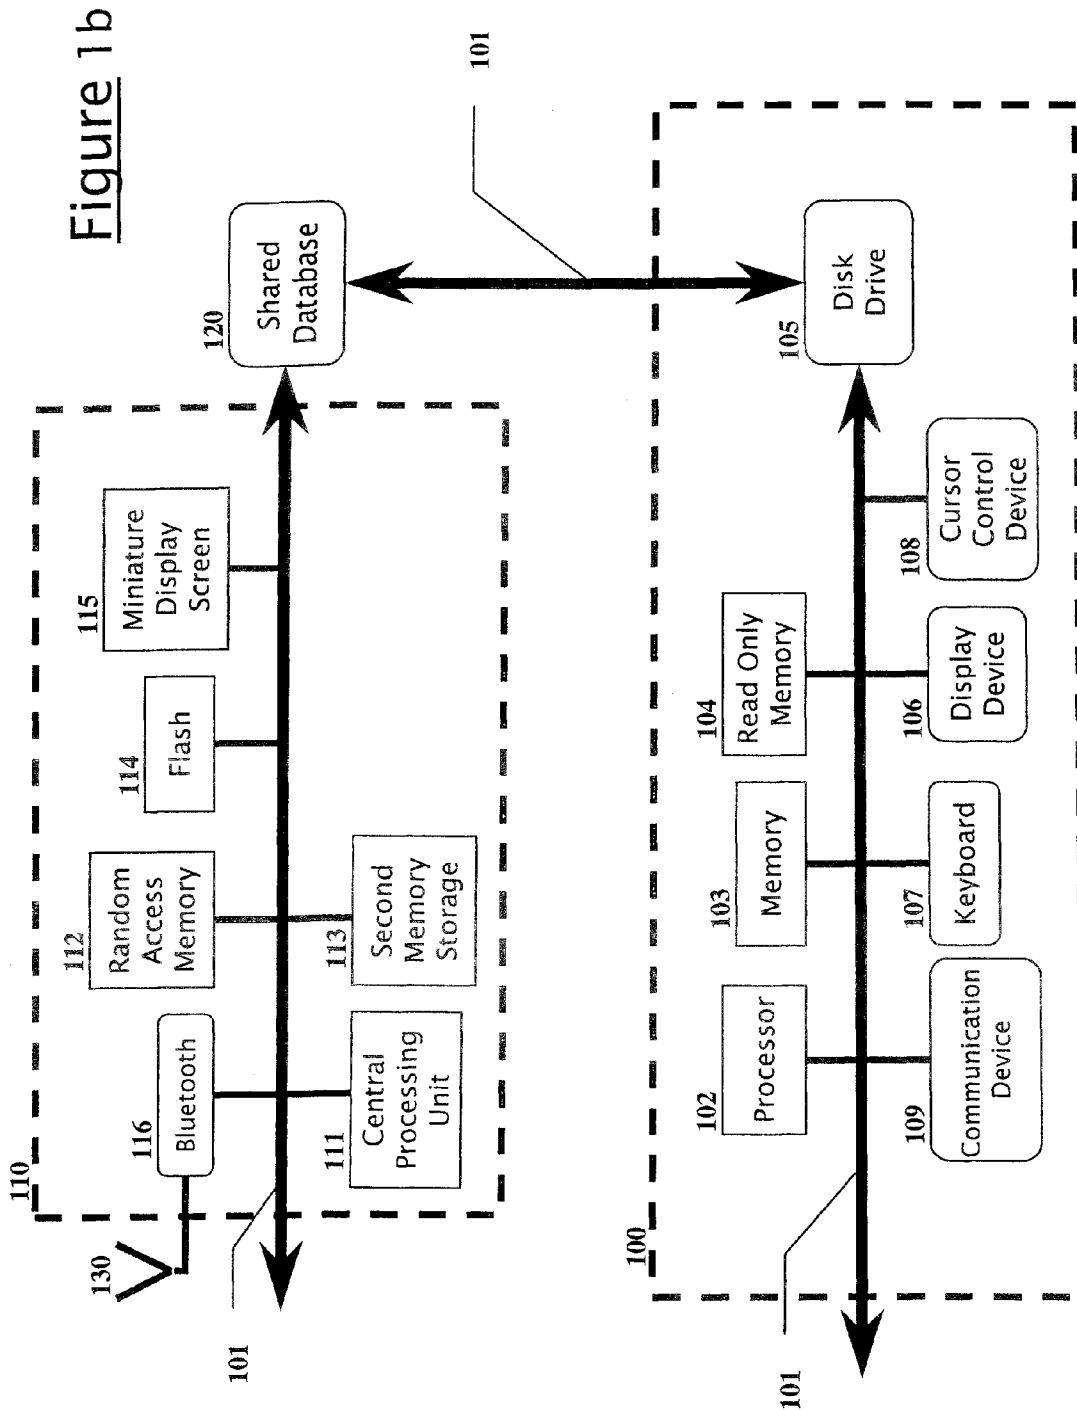 Figure 1b
110
130
116
Bluetooth
112
Random
Access
Memory
114
Flash
115
Miniature
Display
Screen
120
Shared
Database
101
111
Central
Processing
Unit
113
Second
Memory
Storage
101
100
102
Processor
103
Memory
104
Read Only
Memory
105
Disk
Drive
101
109
Communication
Device
107
Keyboard
106
Display
Device
108
Cursor
Control
Device